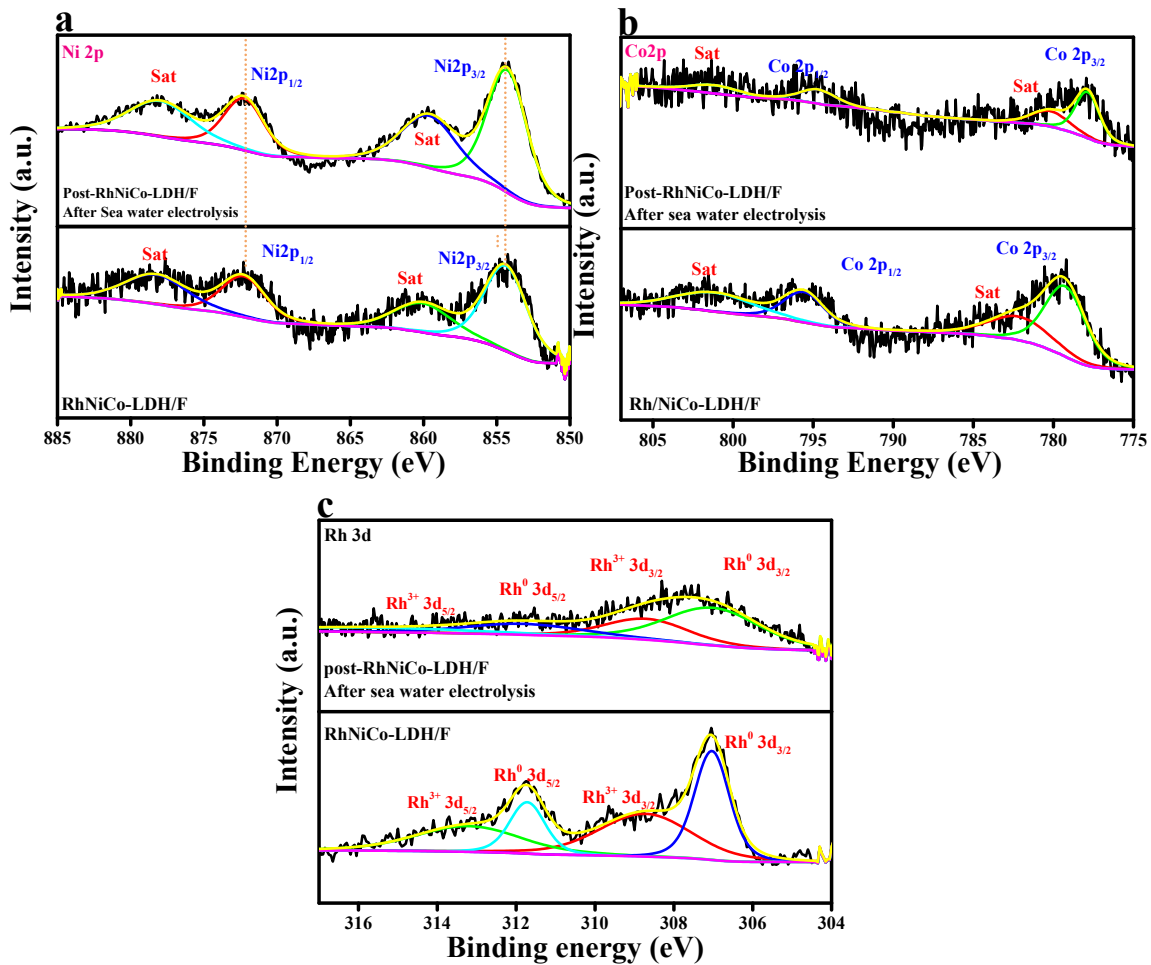 a
Ni 2p
Sat
Ni2p1/2
Ni2p3/2
Sat
Post-RhNiCo-LDH/F
After Sea water electrolysis
Sat
Ni2p1/2
Sat
Ni2p3/2
RhNiCo-LDH/F
885 880 875 870 865 860 855 850
Binding Energy (eV)
Intensity (a.u.)
b
Co2p
Sat
Co 2p1/2
Sat
Co 2p3/2
Post-RhNiCo-LDH/F
After sea water electrolysis
Sat
Co 2p1/2
Sat
Co 2p3/2
Rh/NiCo-LDH/F
805 800 795 790 785 780 775
Binding Energy (eV)
Intensity (a.u.)
c
Rh 3d
Rh3+ 3d5/2
Rh0 3d5/2
Rh3+ 3d3/2
Rh0 3d3/2
post-RhNiCo-LDH/F
After sea water electrolysis
RhNiCo-LDH/F
Rh3+ 3d5/2
Rh0 3d5/2
Rh3+ 3d3/2
Rh0 3d3/2
316 314 312 310 308 306 304
Binding energy (eV)
Intensity (a.u.)